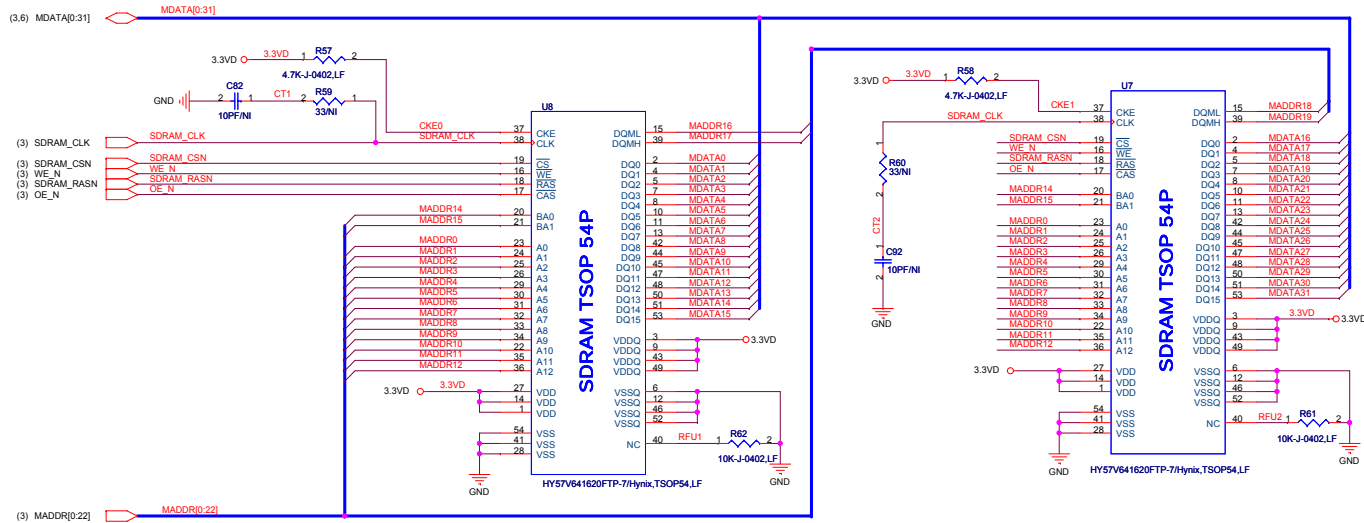 (3,6) MDATA[0:31] MDATA[0:31]
3.3VD 3.3VD 1 R57 2
4.7K-J-0402,LF
GND 2 C82 1 CT1 2 R59 1
10PF/NI 33/NI
(3) SDRAM_CLK SDRAM_CLK
(3) SDRAM_CSN SDRAM_CSN
(3) WE_N WE_N
(3) SDRAM_RASN SDRAM_RASN
(3) OE_N OE_N
U8
SDRAM TSOP 54P
CKE0 37 CKE
SDRAM_CLK 38 CLK
19 CS
16 WE
18 RAS
17 CAS
MADDR14 20 BA0
MADDR15 21 BA1
MADDR0 23 A0
MADDR1 24 A1
MADDR2 25 A2
MADDR3 26 A3
MADDR4 29 A4
MADDR5 30 A5
MADDR6 31 A6
MADDR7 32 A7
MADDR8 33 A8
MADDR9 34 A9
MADDR10 22 A10
MADDR11 35 A11
MADDR12 36 A12
3.3VD 3.3VD 27 VDD
14 VDD
1 VDD
54 VSS
41 VSS
28 VSS
GND
DQML 15 MADDR16
DQMH 39 MADDR17
DQ0 2 MDATA0
DQ1 4 MDATA1
DQ2 5 MDATA2
DQ3 7 MDATA3
DQ4 8 MDATA4
DQ5 10 MDATA5
DQ6 11 MDATA6
DQ7 13 MDATA7
DQ8 42 MDATA8
DQ9 44 MDATA9
DQ10 45 MDATA10
DQ11 47 MDATA11
DQ12 48 MDATA12
DQ13 50 MDATA13
DQ14 51 MDATA14
DQ15 53 MDATA15
VDDQ 3 3.3VD
VDDQ 9
VDDQ 43
VDDQ 49
VSSQ 6
VSSQ 12
VSSQ 46
VSSQ 52
NC 40 RFU1 1 R62 2
10K-J-0402,LF
GND
HY57V641620FTP-7/Hynix,TSOP54,LF
3.3VD 3.3VD 1 R58 2
4.7K-J-0402,LF
SDRAM_CLK
1
R60
33/NI
2
CT2
1
C92
10PF/NI
2
GND
U7
SDRAM TSOP 54P
CKE1 37 CKE
38 CLK
SDRAM_CSN 19 CS
WE_N 16 WE
SDRAM_RASN 18 RAS
OE_N 17 CAS
MADDR14 20 BA0
MADDR15 21 BA1
MADDR0 23 A0
MADDR1 24 A1
MADDR2 25 A2
MADDR3 26 A3
MADDR4 29 A4
MADDR5 30 A5
MADDR6 31 A6
MADDR7 32 A7
MADDR8 33 A8
MADDR9 34 A9
MADDR10 22 A10
MADDR11 35 A11
MADDR12 36 A12
3.3VD 27 VDD
14 VDD
1 VDD
54 VSS
41 VSS
28 VSS
GND
DQML 15 MADDR18
DQMH 39 MADDR19
DQ0 2 MDATA16
DQ1 4 MDATA17
DQ2 5 MDATA18
DQ3 7 MDATA19
DQ4 8 MDATA20
DQ5 10 MDATA21
DQ6 11 MDATA22
DQ7 13 MDATA23
DQ8 42 MDATA24
DQ9 44 MDATA25
DQ10 45 MDATA26
DQ11 47 MDATA27
DQ12 48 MDATA28
DQ13 50 MDATA29
DQ14 51 MDATA30
DQ15 53 MDATA31
VDDQ 3 3.3VD 3.3VD
VDDQ 9
VDDQ 43
VDDQ 49
VSSQ 6
VSSQ 12
VSSQ 46
VSSQ 52
NC 40 RFU2 1 R61 2
10K-J-0402,LF
GND
HY57V641620FTP-7/Hynix,TSOP54,LF
(3) MADDR[0:22] MADDR[0:22]